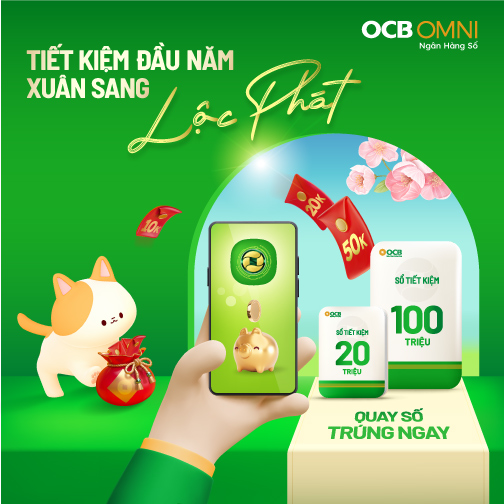 OCB OMNI
Ngân Hàng Số
TIẾT KIỆM ĐẦU NĂM
XUÂN SANG
Lộc Phát
10K
20K
50K
OCB
SỔ TIẾT KIỆM
100
TRIỆU
OCB
SỔ TIẾT KIỆM
20
TRIỆU
QUAY SỐ
TRÚNG NGAY